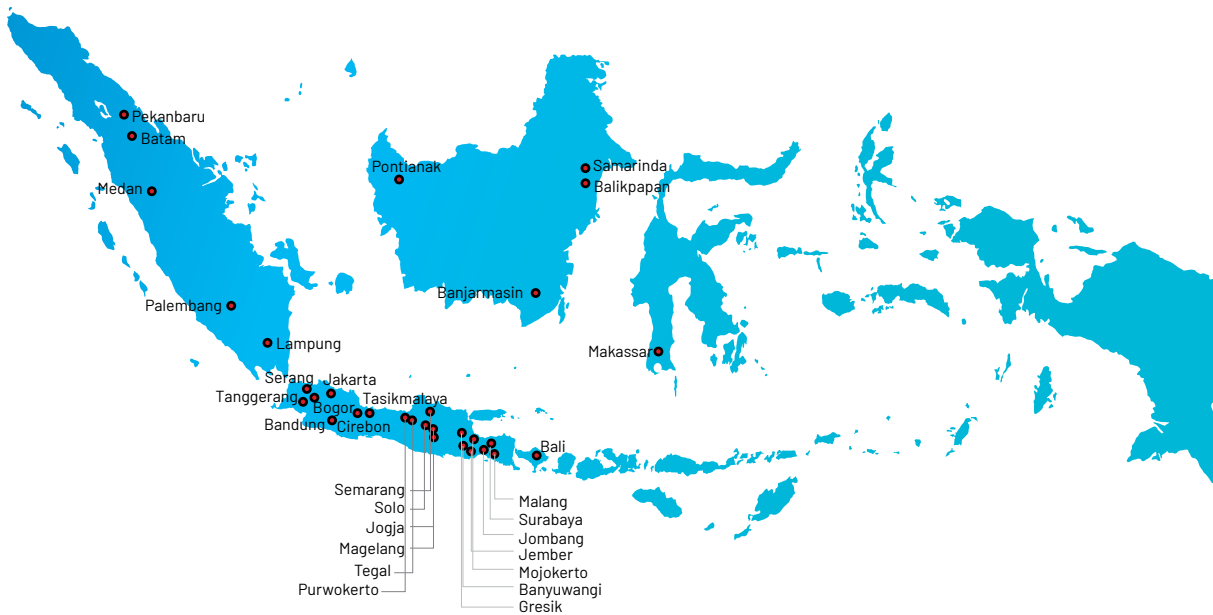 Pekanbaru
Batam
Pontianak
Samarinda
Balikpapan
Medan
Banjarmasin
Palembang
Lampung
Makassar
Serang
Jakarta
Tanggerang
Bogor
Tasikmalaya
Bandung
Cirebon
Bali
Semarang
Solo
Jogja
Magelang
Tegal
Purwokerto
Malang
Surabaya
Jombang
Jember
Mojokerto
Banyuwangi
Gresik